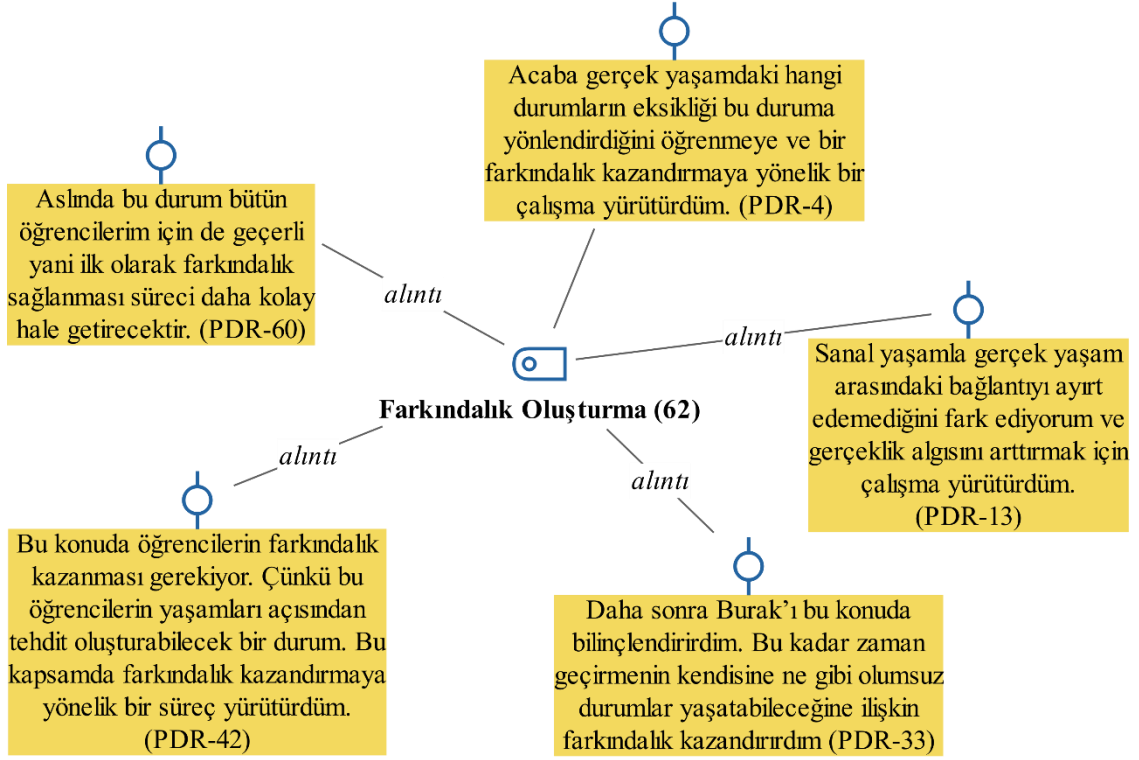 Acaba gerçek yaşamdaki hangi
durumların eksikliği bu duruma
yönlendirdiğini öğrenmeye ve bir
farkındalık kazandırmaya yönelik bir
çalışma yürütürdüm. (PDR-4)
Aslında bu durum bütün
öğrencilerim için de geçerli
yani ilk olarak farkındalık
sağlanması süreci daha kolay
hale getirecektir. (PDR-60)
alıntı
alıntı
Sanal yaşamla gerçek yaşam
arasındaki bağlantıyı ayırt
edemediğini fark ediyorum ve
gerçeklik algısını arttırmak için
çalışma yürütürdüm.
(PDR-13)
Farkındalık Oluşturma (62)
alıntı
alıntı
Bu konuda öğrencilerin farkındalık
kazanması gerekiyor. Çünkü bu
öğrencilerin yaşamları açısından
tehdit oluşturabilecek bir durum. Bu
kapsamda farkındalık kazandırmaya
yönelik bir süreç yürütürdüm.
(PDR-42)
Daha sonra Burak’ı bu konuda
bilinçlendirirdim. Bu kadar zaman
geçirmenin kendisine ne gibi olumsuz
durumlar yaşatabileceğine ilişkin
farkındalık kazandırırdım (PDR-33)